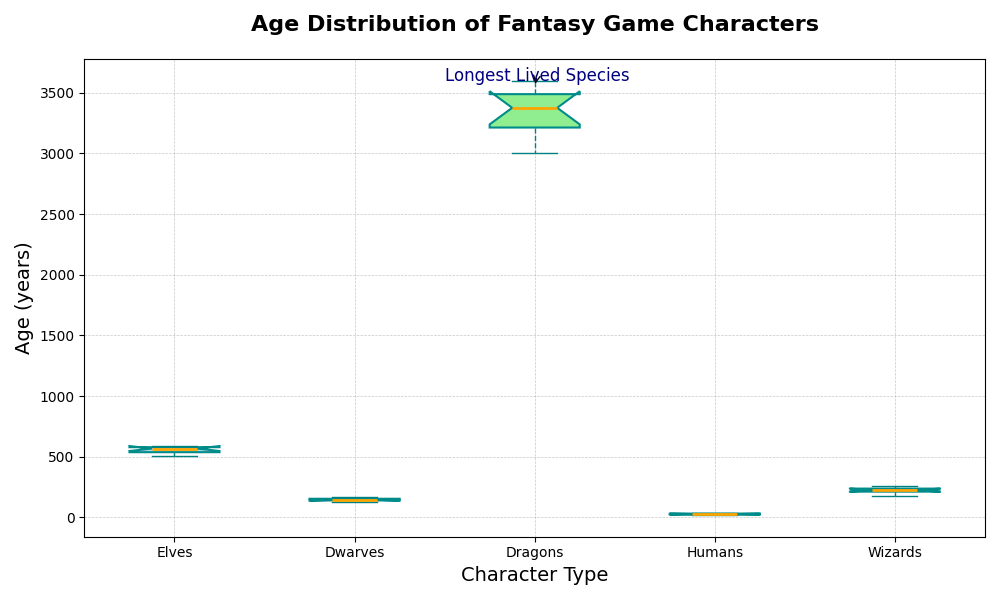 Age Distribution of Fantasy Game Characters
Longest Lived Species
Age (years)
3500
3000
2500
2000
1500
1000
500
0
Elves Dwarves Dragons Humans Wizards
Character Type